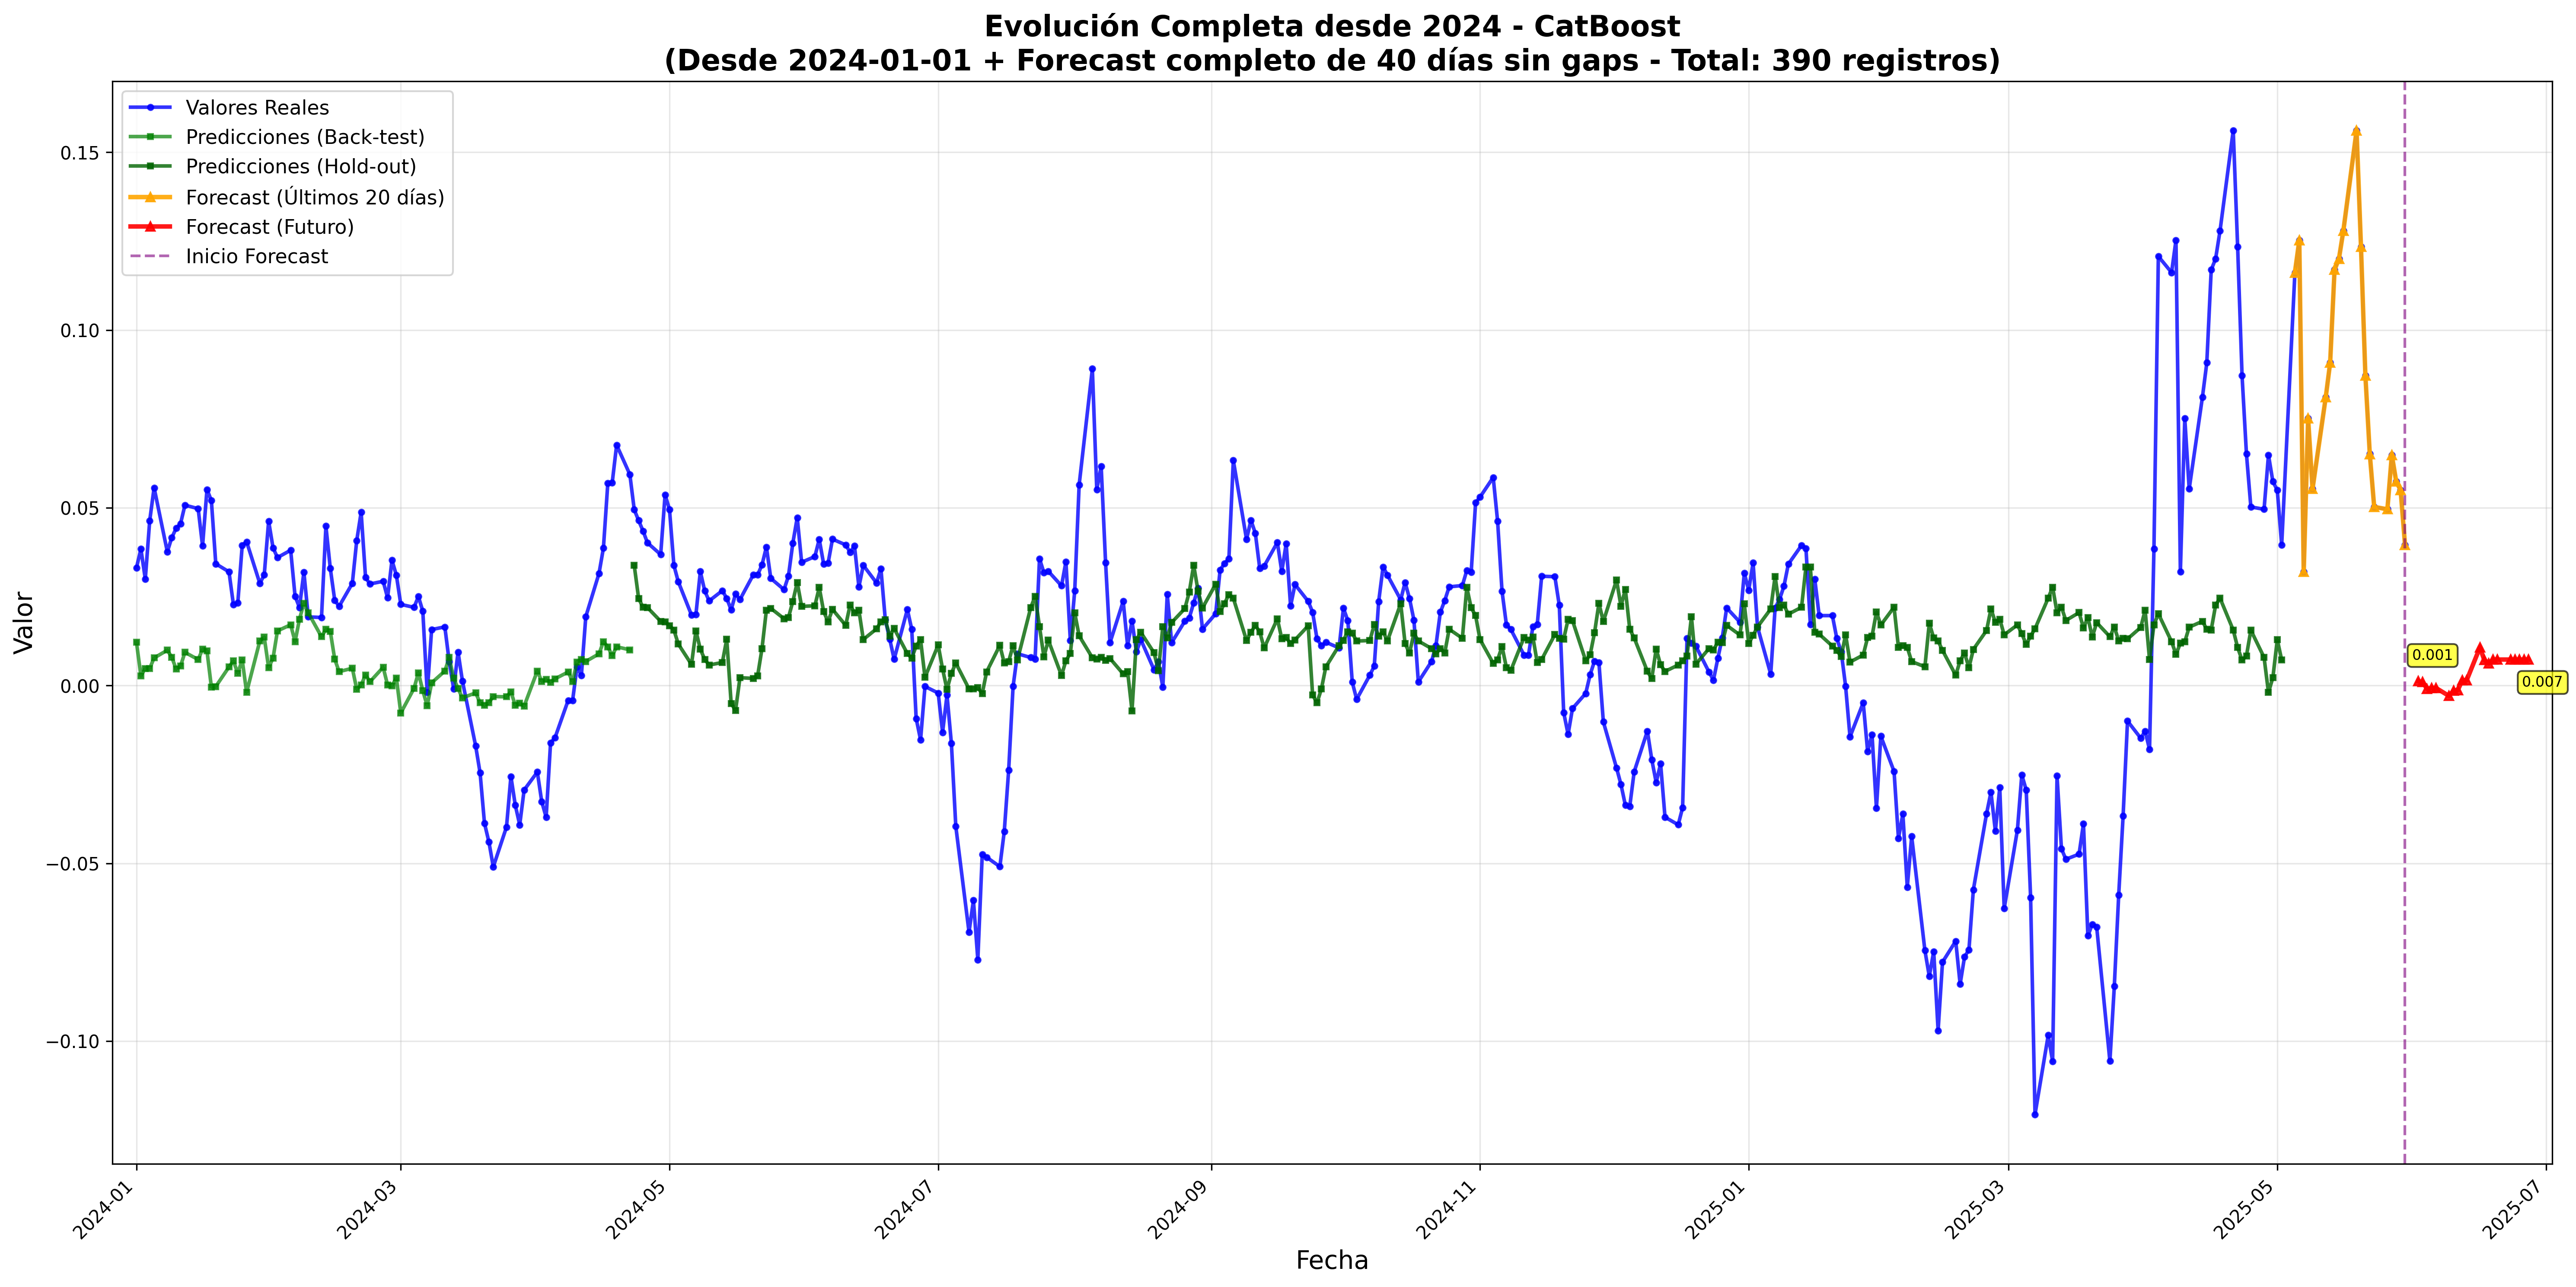 Evolución Completa desde 2024 - CatBoost
(Desde 2024-01-01 + Forecast completo de 40 días sin gaps - Total: 390 registros)
Valores Reales
Predicciones (Back-test)
Predicciones (Hold-out)
Forecast (Últimos 20 días)
Forecast (Futuro)
Inicio Forecast
Valor
0.15
0.10
0.05
0.00
−0.05
−0.10
0.001
0.007
2024-01
2024-03
2024-05
2024-07
2024-09
2024-11
2025-01
2025-03
2025-05
2025-07
Fecha